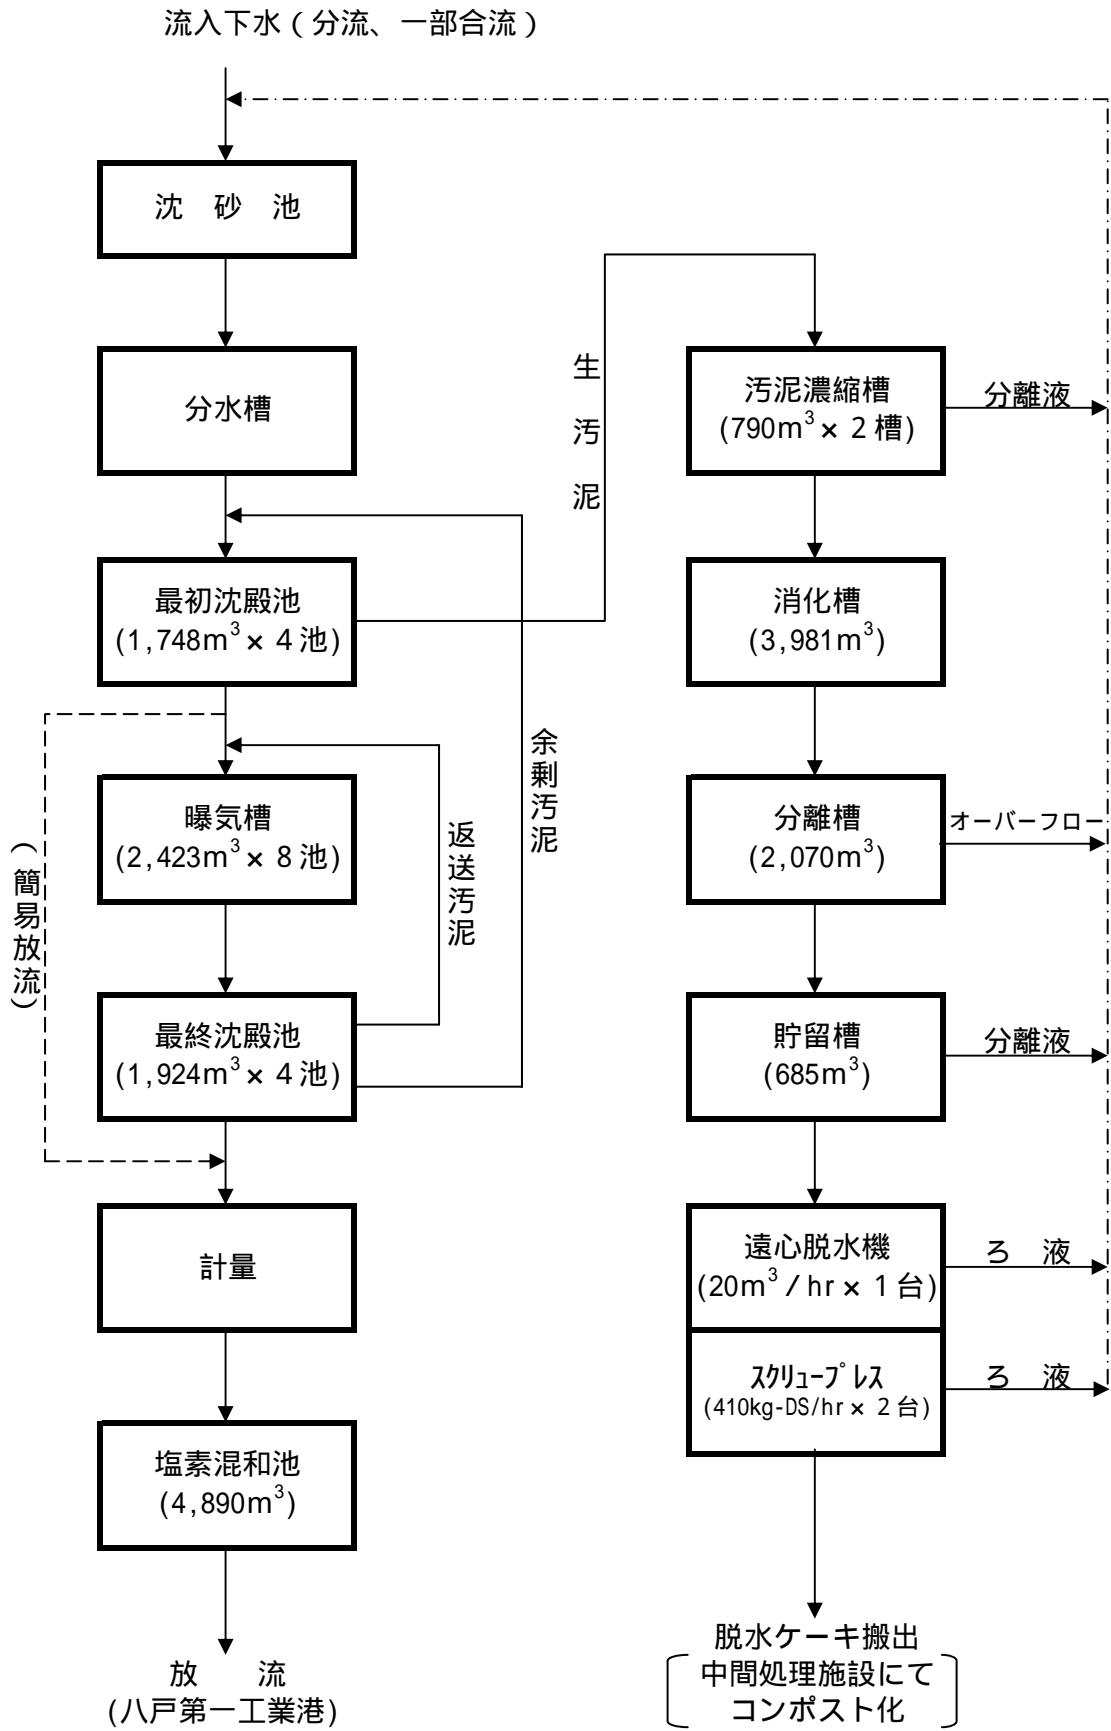 流入下水（分流、一部合流）
沈　砂　池
分水槽
最初沈殿池
(1,748m³ × 4 池)
曝気槽
(2,423m³ × 8 池)
最終沈殿池
(1,924m³ × 4 池)
計量
塩素混和池
(4,890m³)
放　　流
(八戸第一工業港)
（簡易放流）
返送汚泥
余剰汚泥
生汚泥
汚泥濃縮槽
(790m³ × 2 槽)
分離液
消化槽
(3,981m³)
分離槽
(2,070m³)
オーバーフロー
貯留槽
(685m³)
分離液
遠心脱水機
(20m³／hr × 1 台)
ろ　液
ｽｸﾘｭｰﾌﾟﾚｽ
(410kg-DS/hr × 2 台)
ろ　液
脱水ケーキ搬出
中間処理施設にて
コンポスト化